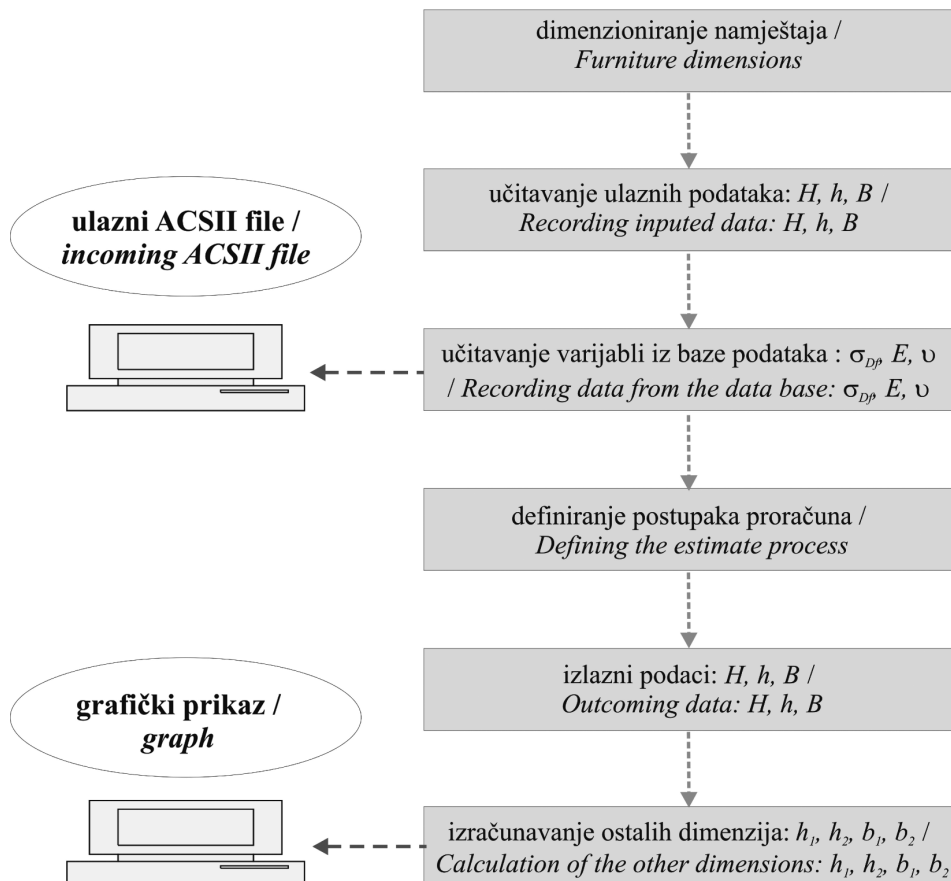 dimenzioniranje namještaja /
Furniture dimensions
učitavanje ulaznih podataka: H, h, B /
Recording inputed data: H, h, B
ulazni ACSII file /
incoming ACSII file
učitavanje varijabli iz baze podataka : σDf, E, υ
/ Recording data from the data base: σDf, E, υ
definiranje postupaka proračuna /
Defining the estimate process
izlazni podaci: H, h, B /
Outcoming data: H, h, B
grafički prikaz /
graph
izračunavanje ostalih dimenzija: h1, h2, b1, b2 /
Calculation of the other dimensions: h1, h2, b1, b2